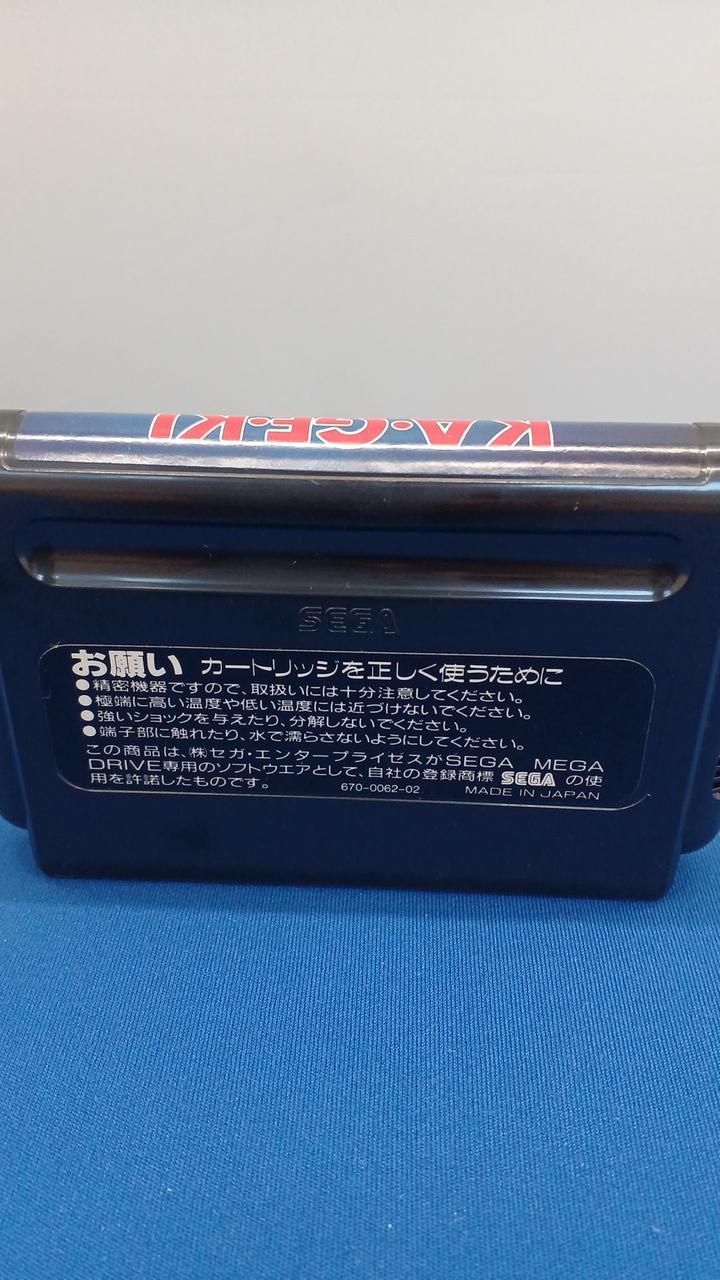 KA・GE・KI
SEGA
お願い カートリッジを正しく使うために
●精密機器ですので、取扱いには十分注意してください。
●極端に高い温度や低い温度には近づけないでください。
●強いショックを与えたり、分解しないでください。
●端子部に触れたり、水で濡らさないようにしてください。
この商品は、㈱セガ・エンタープライゼスがSEGA MEGA
DRIVE専用のソフトウエアとして、自社の登録商標 SEGA の使
用を許諾したものです。 670-0062-02 MADE IN JAPAN